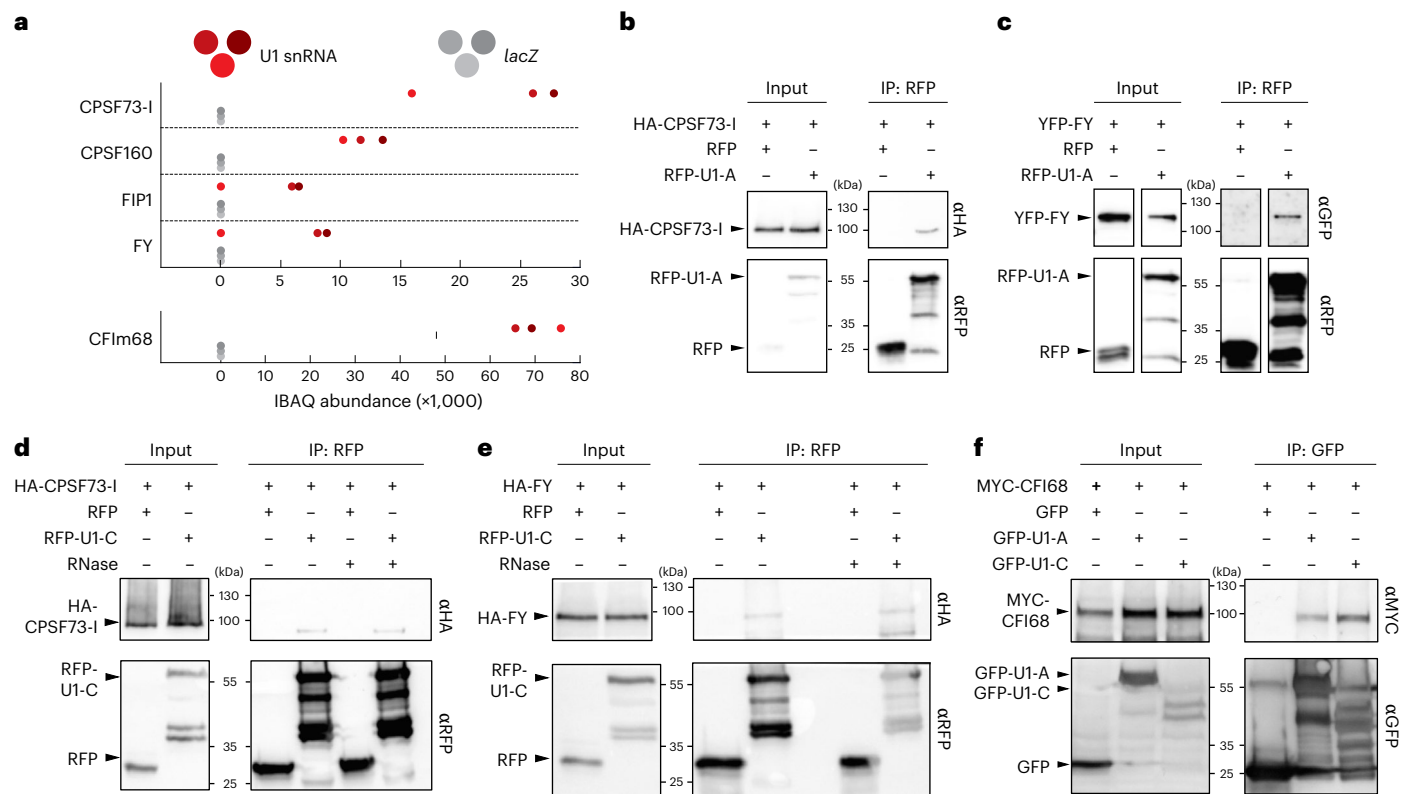 a
U1 snRNA
lacZ
CPSF73-I
CPSF160
FIP1
FY
0 5 10 15 20 25 30
CFIm68
0 10 20 30 40 50 60 70 80
IBAQ abundance (×1,000)
b
Input IP: RFP
HA-CPSF73-I + + + +
RFP + – + –
RFP-U1-A – + – +
(kDa)
130
HA-CPSF73-I 100
αHA
RFP-U1-A 55
35
RFP 25
αRFP
c
Input IP: RFP
YFP-FY + + + +
RFP + – + –
RFP-U1-A – + – +
(kDa)
130
YFP-FY 100
αGFP
RFP-U1-A 55
35
RFP 25
αRFP
d
Input IP: RFP
HA-CPSF73-I + + + + + +
RFP + – + – + –
RFP-U1-C – + – + – +
RNase – – – – + +
(kDa)
130
HA-
CPSF73-I 100
αHA
RFP-
U1-C 55
35
RFP 25
αRFP
e
Input IP: RFP
HA-FY + + + + + +
RFP + – + – + –
RFP-U1-C – + – + – +
RNase – – – – + +
(kDa)
130
HA-FY 100
αHA
RFP-
U1-C 55
35
RFP 25
αRFP
f
Input IP: GFP
MYC-CFI68 + + + + + +
GFP + – – + – –
GFP-U1-A – + – – + –
GFP-U1-C – – + – – +
(kDa)
130
MYC-
CFI68 100
αMYC
GFP-U1-A
GFP-U1-C 55
35
GFP 25
αGFP